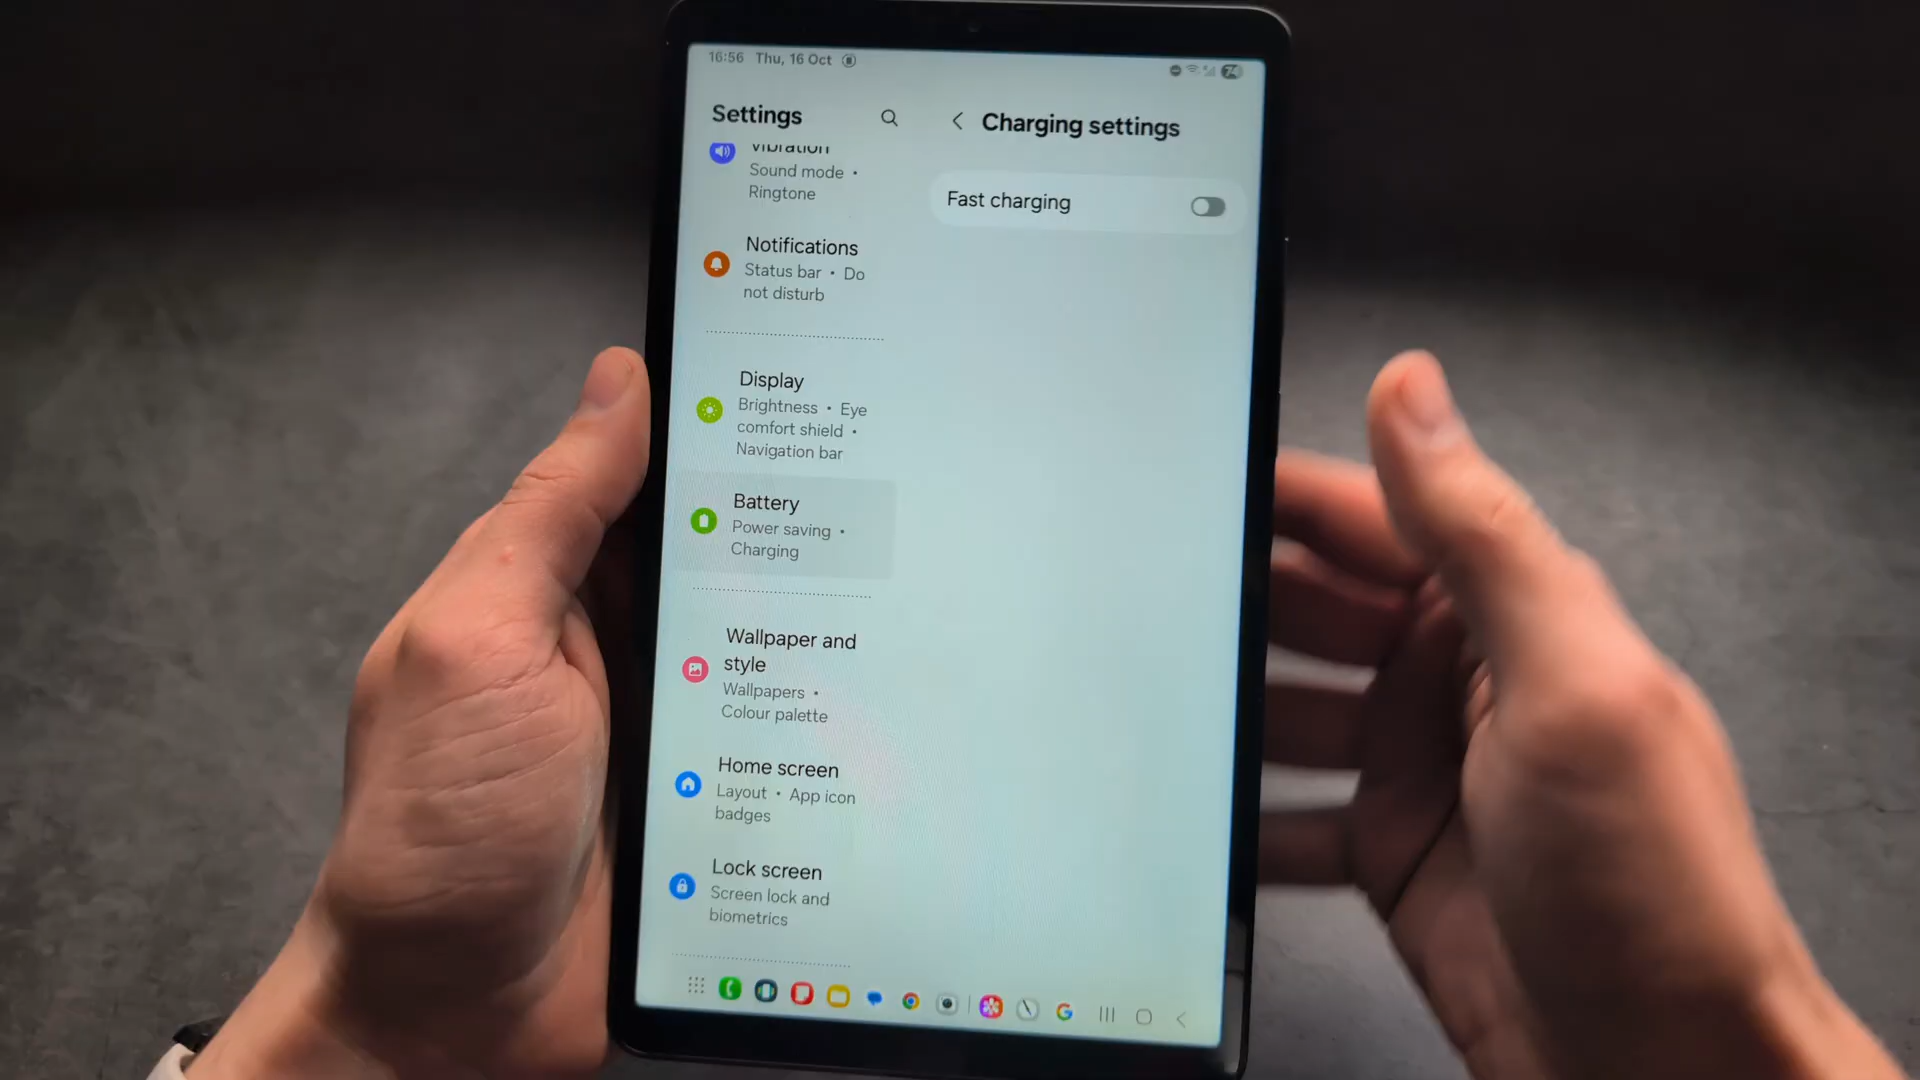 16:56 Thu, 16 Oct
74
Settings
Vibration
Sound mode •
Ringtone
Notifications
Status bar • Do
not disturb
Display
Brightness • Eye
comfort shield •
Navigation bar
Battery
Power saving •
Charging
Wallpaper and
style
Wallpapers •
Colour palette
Home screen
Layout • App icon
badges
Lock screen
Screen lock and
biometrics
Charging settings
Fast charging